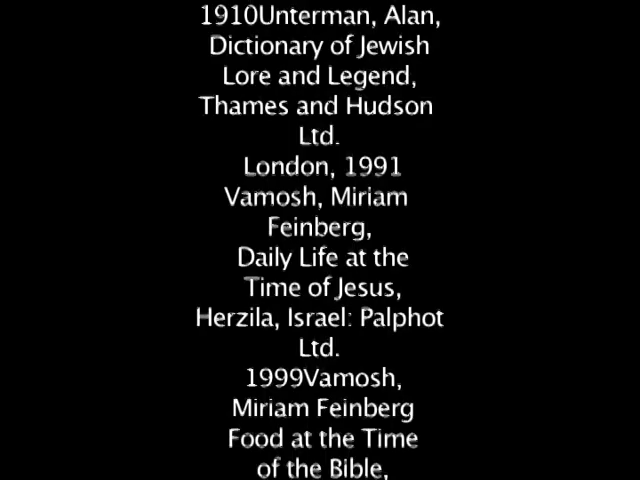 1910Unterman, Alan,
Dictionary of Jewish
Lore and Legend,
Thames and Hudson
Ltd.
London, 1991
Vamosh, Miriam
Feinberg,
Daily Life at the
Time of Jesus,
Herzila, Israel: Palphot
Ltd.
1999Vamosh,
Miriam Feinberg
Food at the Time
of the Bible,